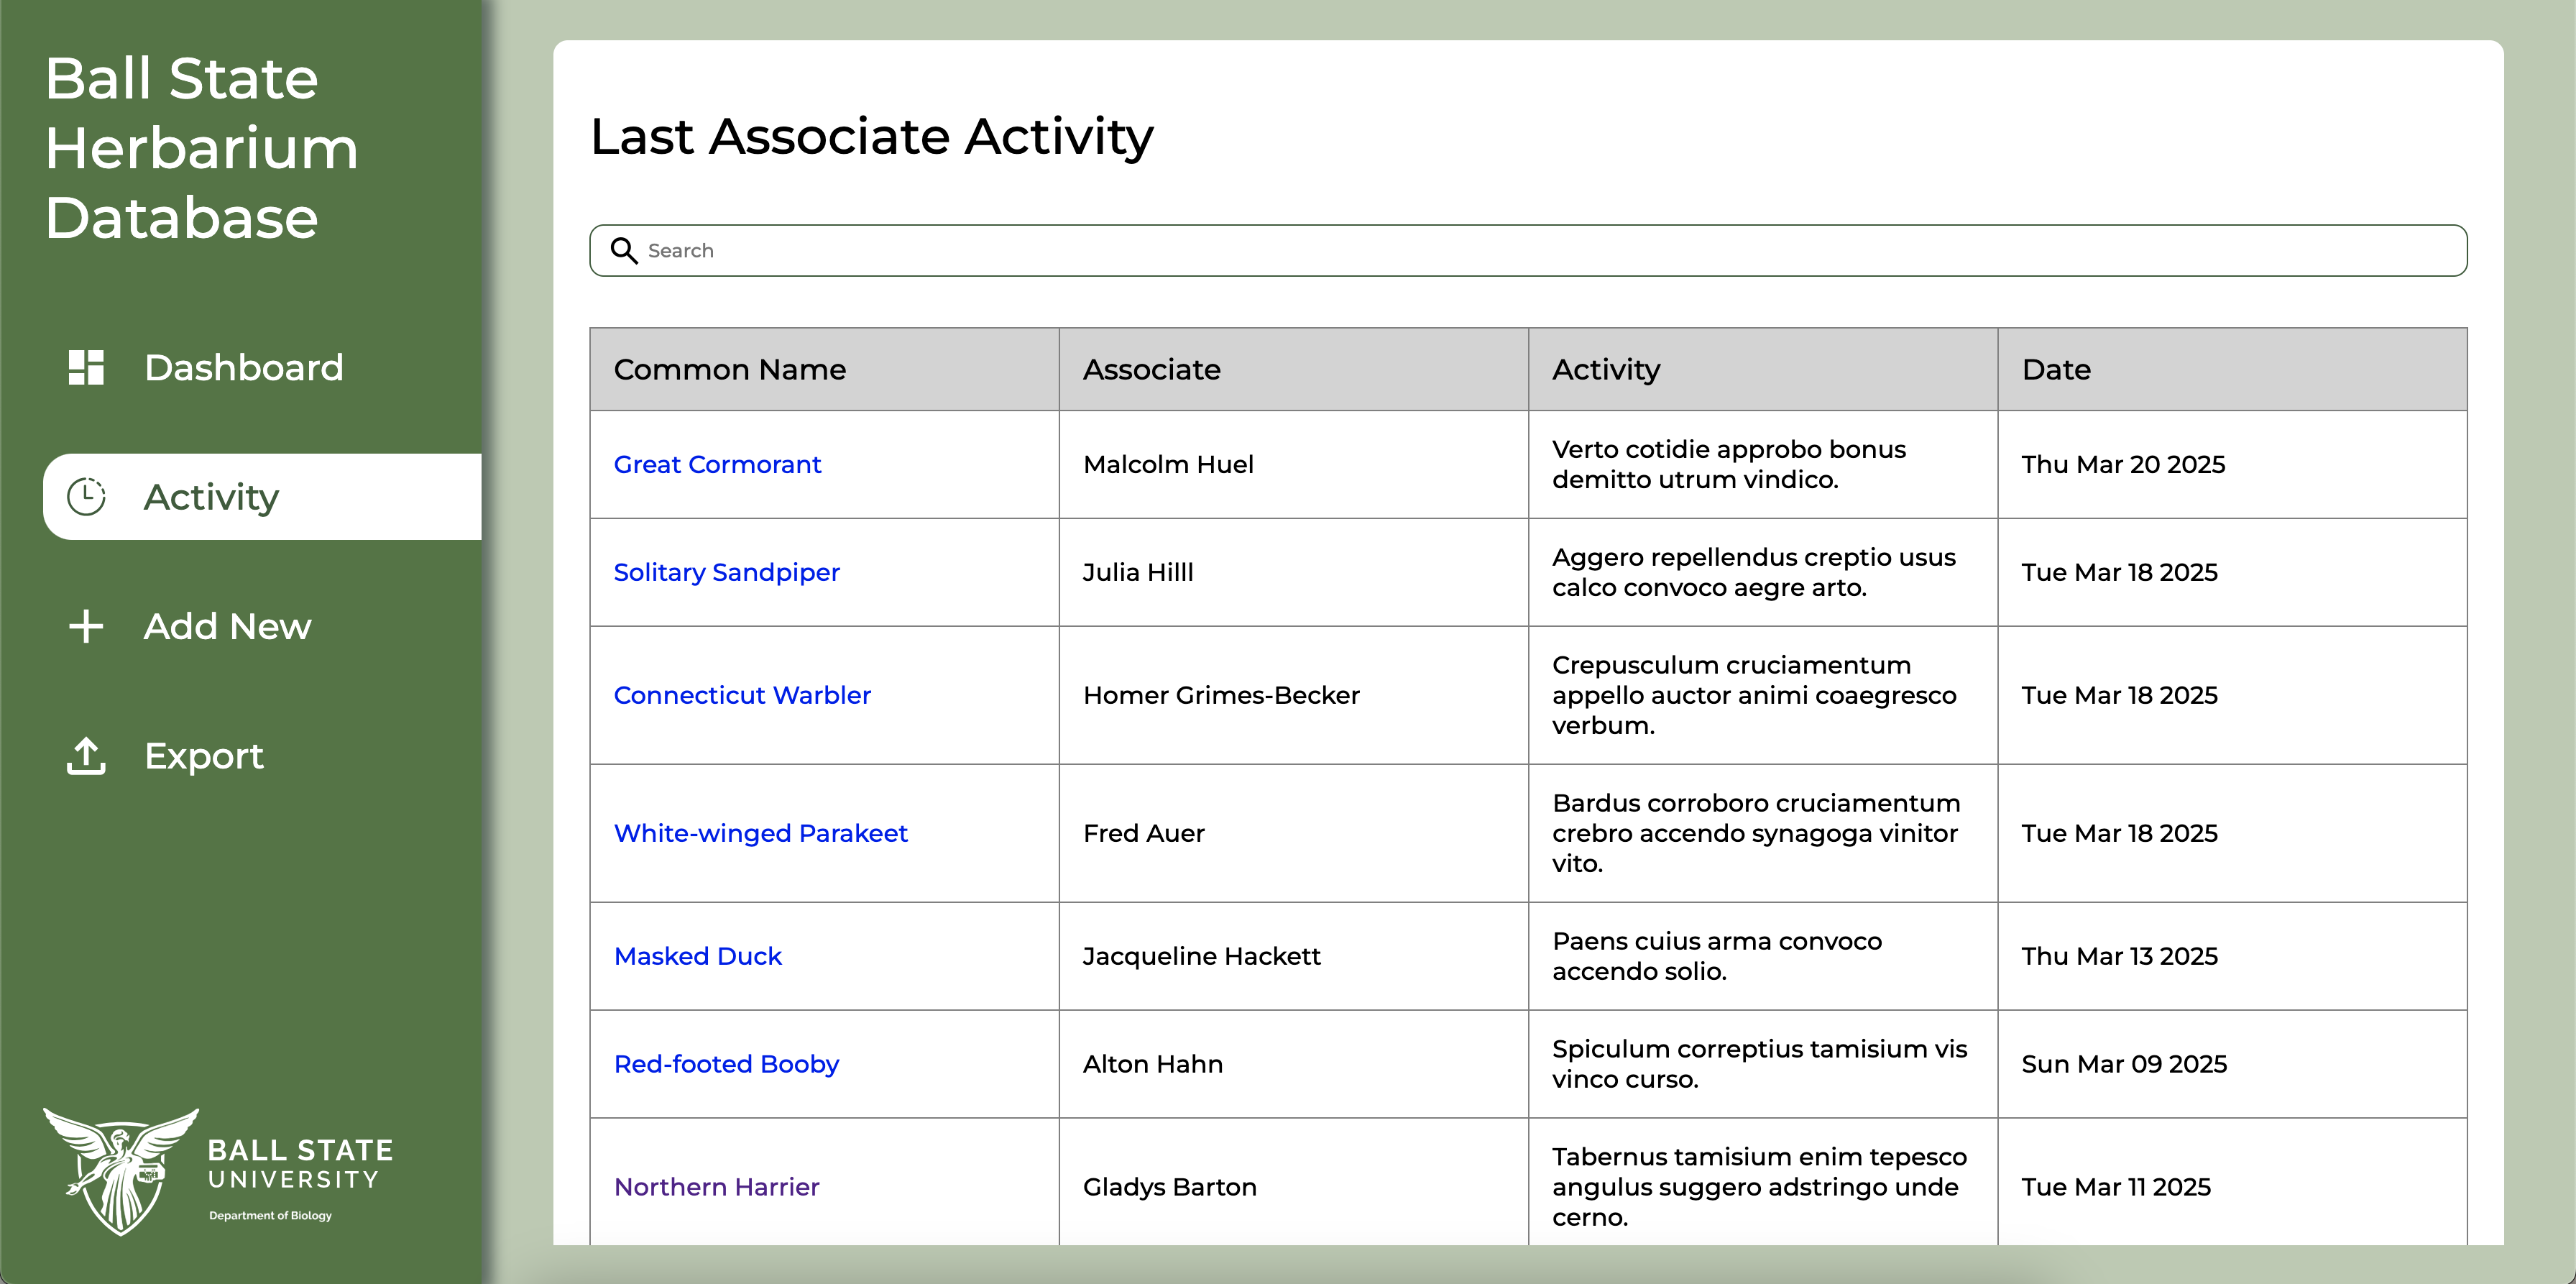 Ball State
Herbarium
Database
Dashboard
Activity
Add New
Export
BALL STATE
UNIVERSITY
Department of Biology
Last Associate Activity
Search
Common Name Associate Activity Date
Great Cormorant Malcolm Huel Verto cotidie approbo bonus
demitto utrum vindico. Thu Mar 20 2025
Solitary Sandpiper Julia Hilll Aggero repellendus creptio usus
calco convoco aegre arto. Tue Mar 18 2025
Connecticut Warbler Homer Grimes-Becker Crepusculum cruciamentum
appello auctor animi coaegresco
verbum. Tue Mar 18 2025
White-winged Parakeet Fred Auer Bardus corroboro cruciamentum
crebro accendo synagoga vinitor
vito. Tue Mar 18 2025
Masked Duck Jacqueline Hackett Paens cuius arma convoco
accendo solio. Thu Mar 13 2025
Red-footed Booby Alton Hahn Spiculum correptius tamisium vis
vinco curso. Sun Mar 09 2025
Northern Harrier Gladys Barton Tabernus tamisium enim tepesco
angulus suggero adstringo unde
cerno. Tue Mar 11 2025